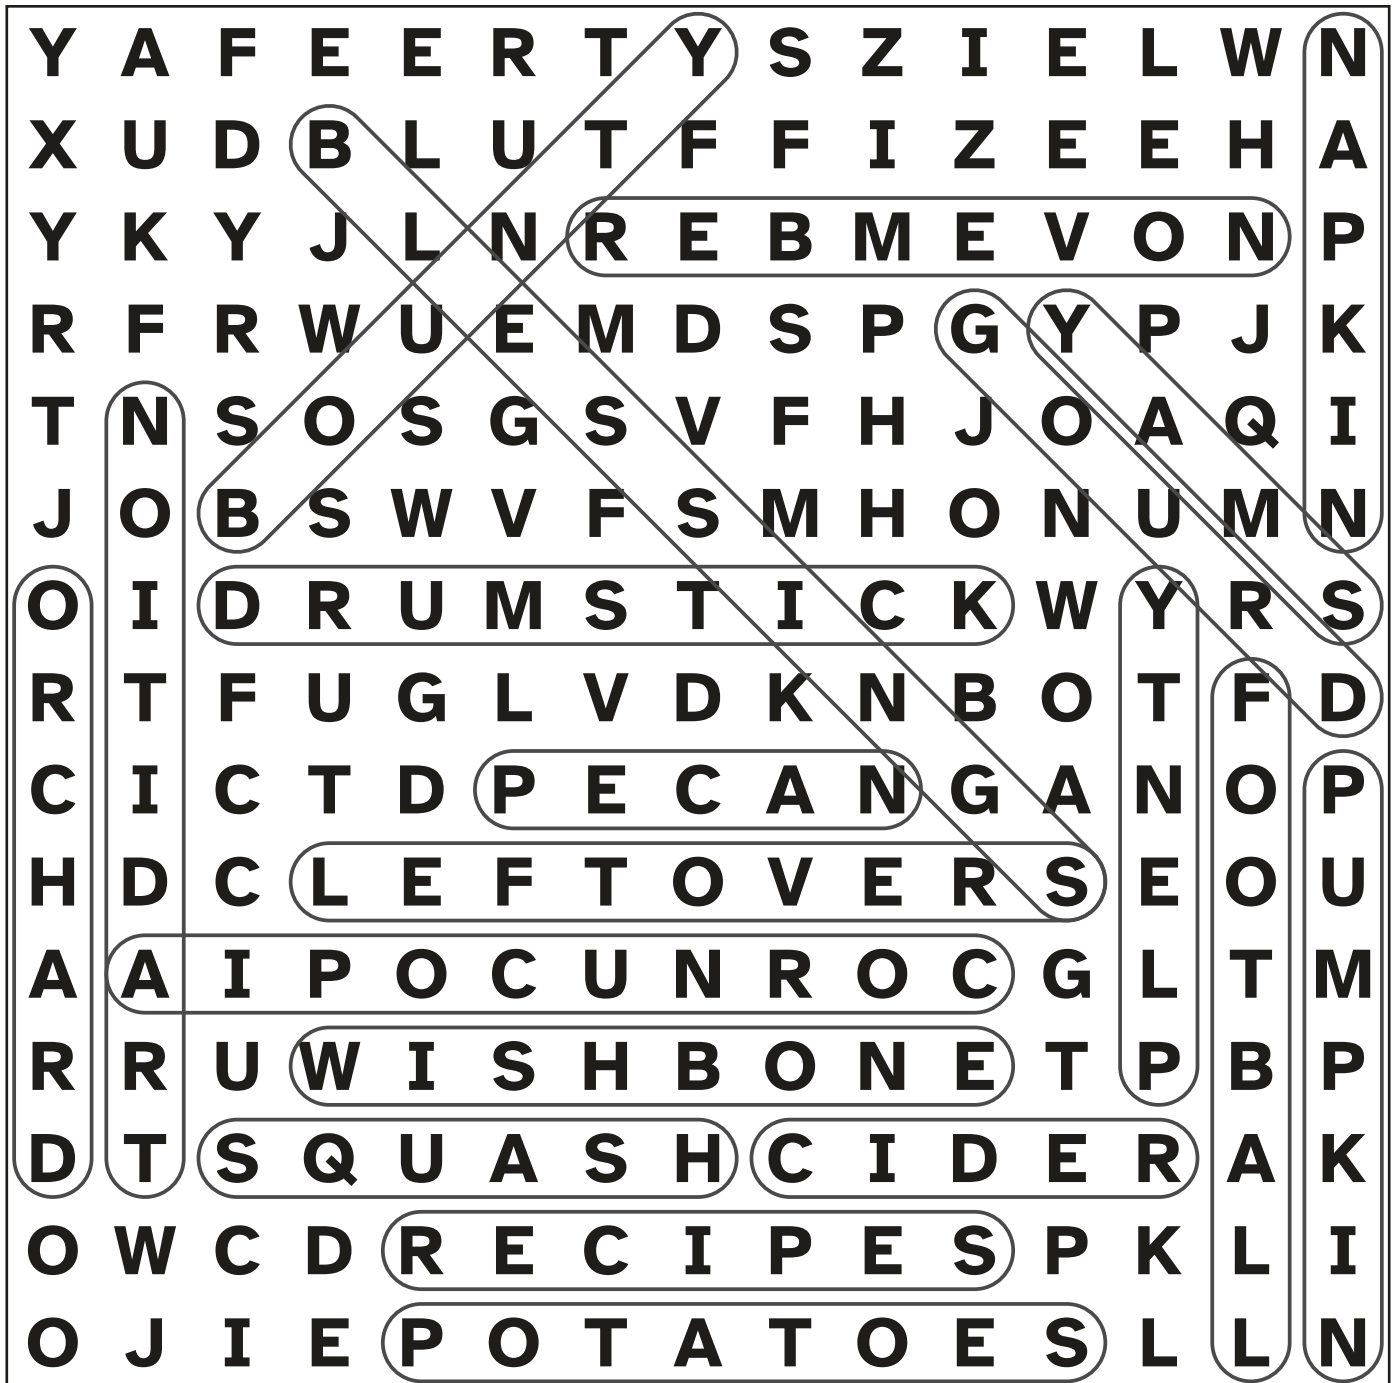 Y A F E E R T Y S Z I E L W N
X U D B L U T F F I Z E E H A
Y K Y J L N R E B M E V O N P
R F R W U E M D S P G Y P J K
T N S O S G S V F H J O A Q I
J O B S W V F S M H O N U M N
O I D R U M S T I C K W Y R S
R T F U G L V D K N B O T F D
C I C T D P E C A N G A N O P
H D C L E F T O V E R S E O U
A A I P O C U N R O C G L T M
R R U W I S H B O N E T P B P
D T S Q U A S H C I D E R A K
O W C D R E C I P E S P K L I
O J I E P O T A T O E S L L N